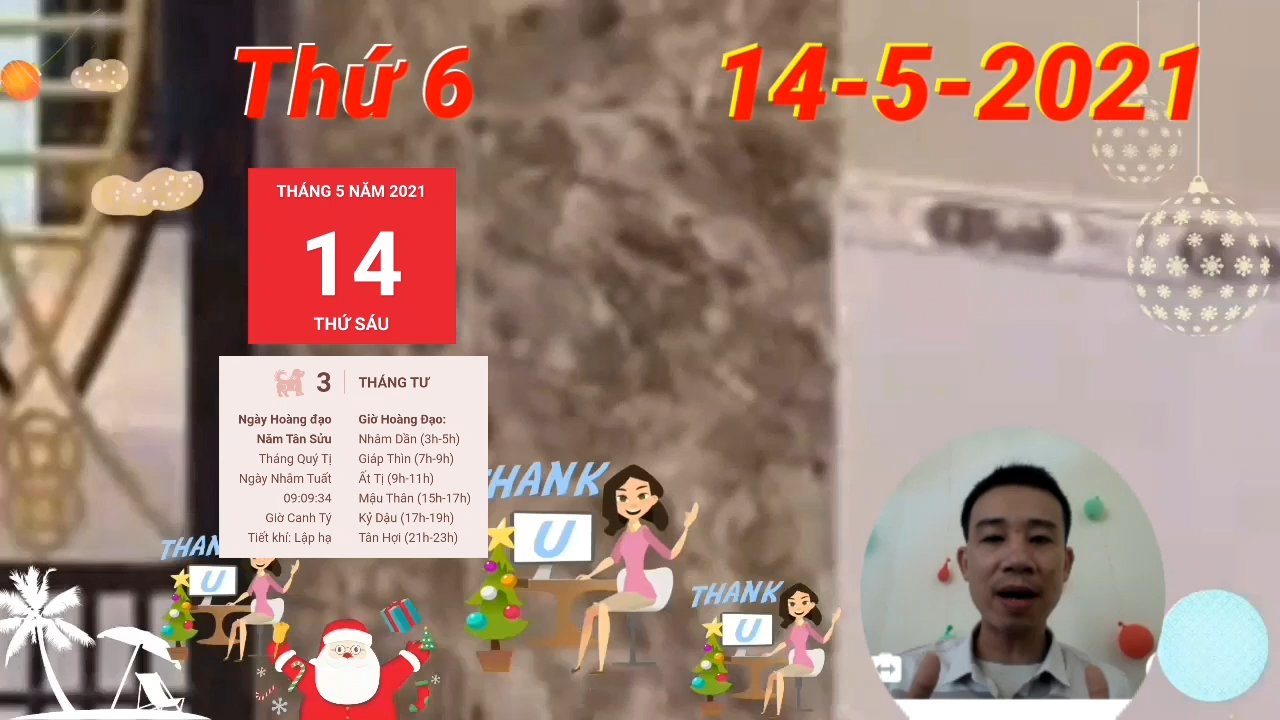 Thứ 6
14-5-2021
THÁNG 5 NĂM 2021
14
THỨ SÁU
3
THÁNG TƯ
Ngày Hoàng đạo
Năm Tân Sửu
Tháng Quý Tị
Ngày Nhâm Tuất
09:09:34
Giờ Canh Tý
Tiết khí: Lập hạ
Giờ Hoàng Đạo:
Nhâm Dần (3h-5h)
Giáp Thìn (7h-9h)
Ất Tị (9h-11h)
Mậu Thân (15h-17h)
Kỷ Dậu (17h-19h)
Tân Hợi (21h-23h)
THANK
U
THANK
U
THANK
U